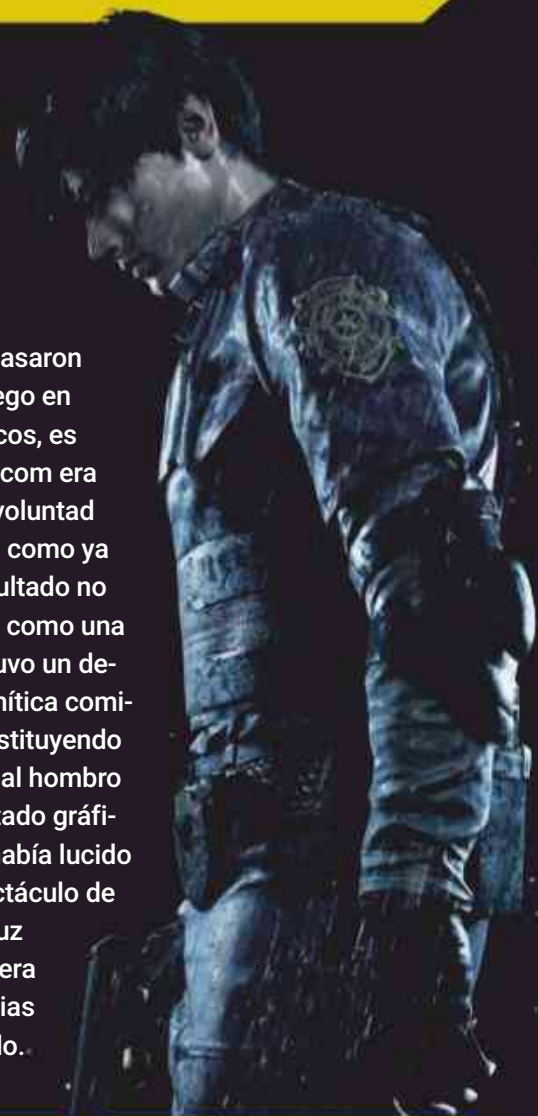 asaron
ego en
cos, es
com era
voluntad
como ya
ultado no
como una
uvo un de-
nítica comi-
stituyendo
al hombro
tado gráfi-
había lucido
ctáculo de
uz
era
ias
lo.